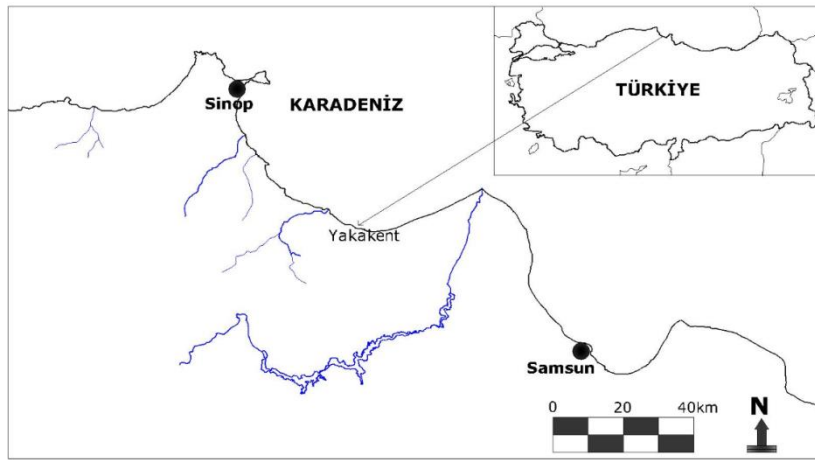 TÜRKİYE
Sinop
KARADENİZ
Yakakent
Samsun
0 20 40km
N